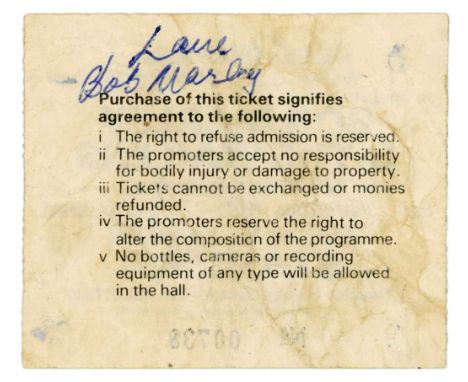 Love
Bob Marley
Purchase of this ticket signifies
agreement to the following:
i The right to refuse admission is reserved.
ii The promoters accept no responsibility
for bodily injury or damage to property.
iii Tickets cannot be exchanged or monies
refunded.
iv The promoters reserve the right to
alter the composition of the programme.
v No bottles, cameras or recording
equipment of any type will be allowed
in the hall.
No 00738